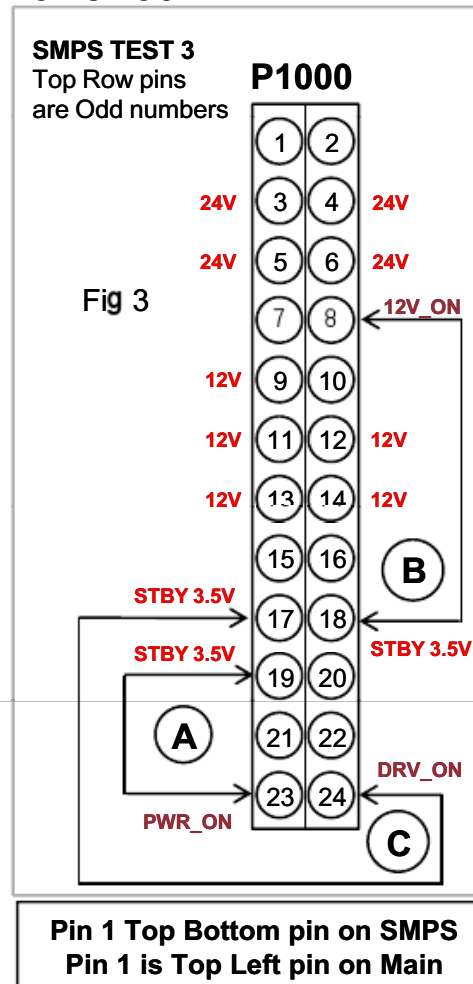 SMPS TEST 3
Top Row pins
are Odd numbers
P1000
1 2
24V 3 4 24V
24V 5 6 24V
Fig 3
7 8 12V_ON
12V 9 10
12V 11 12 12V
12V 13 14 12V
15 16
B
STBY 3.5V 17 18 STBY 3.5V
STBY 3.5V 19 20
A
21 22
23 24 DRV_ON
PWR_ON
C
Pin 1 Top Bottom pin on SMPS
Pin 1 is Top Left pin on Main